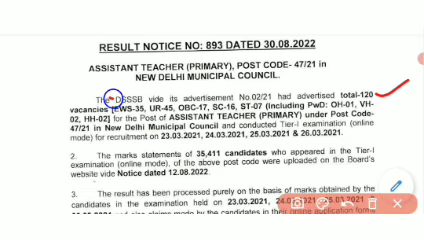 RESULT NOTICE NO: 893 DATED 30.08.2022
ASSISTANT TEACHER (PRIMARY), POST CODE- 47/21 in
NEW DELHI MUNICIPAL COUNCIL.
The DSSSB vide its advertisement No.02/21 had advertised total-120
vacancies [EWS-35, UR-45, OBC-17, SC-16, ST-07 (Including PwD: OH-01, VH-
02, HH-02] for the Post of ASSISTANT TEACHER (PRIMARY) under Post Code-
47/21 in New Delhi Municipal Council and conducted Tier-I examination (online
mode) for recruitment on 23.03.2021, 24.03.2021, 25.03.2021 & 26.03.2021.
2. The marks statements of 35,411 candidates who appeared in the Tier-I
examination (online mode), of the above post code were uploaded on the Board's
website vide Notice dated 12.08.2022.
3. The result has been processed purely on the basis of marks obtained by the
candidates in the examination held on 23.03.2021, 24.03.2021, 25.03.2021 &